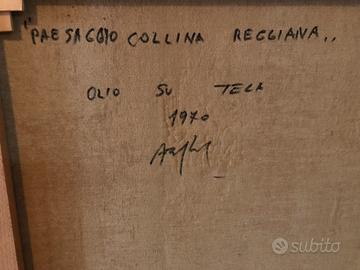 "PAESAGGIO COLLINA REGGIANA,,
OLIO SU TELA
1970
subito